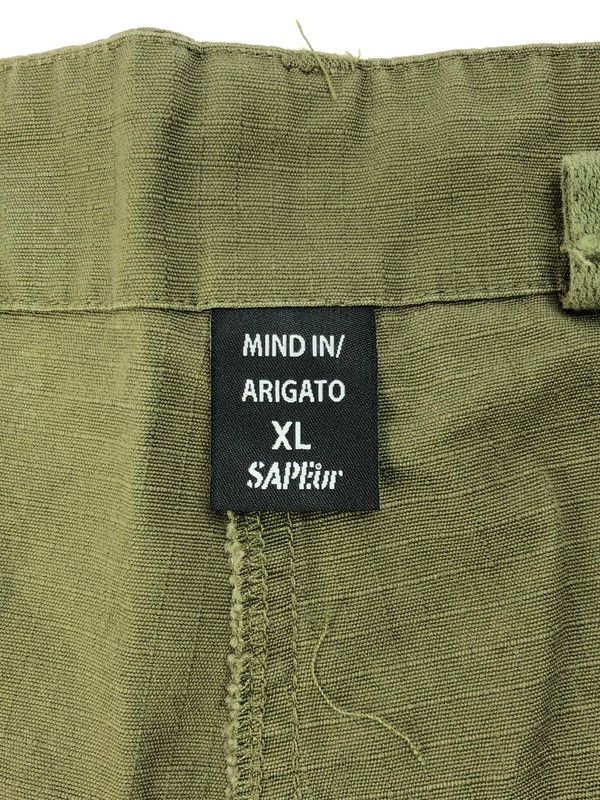 MIND IN/
ARIGATO
XL
SAPEur